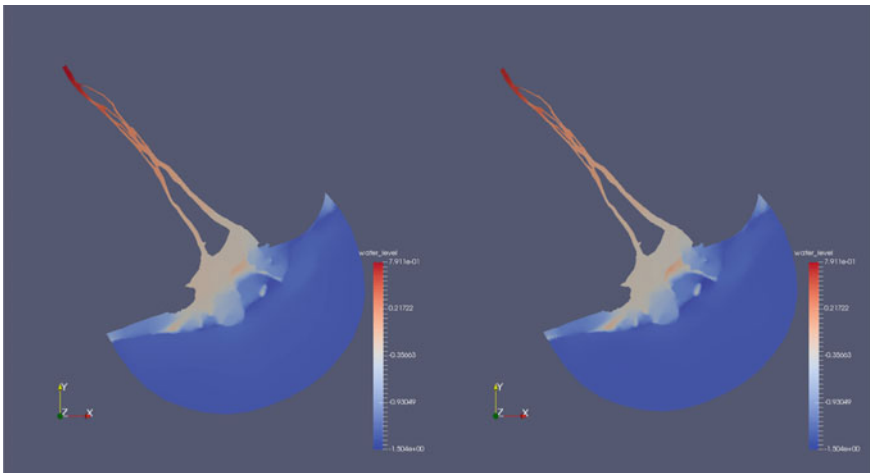 water_level
7.911e-01
0.21722
-0.35663
-0.93049
-1.504e+00
Y
Z X
water_level
7.911e-01
0.21722
-0.35663
-0.93049
-1.504e+00
Y
Z X